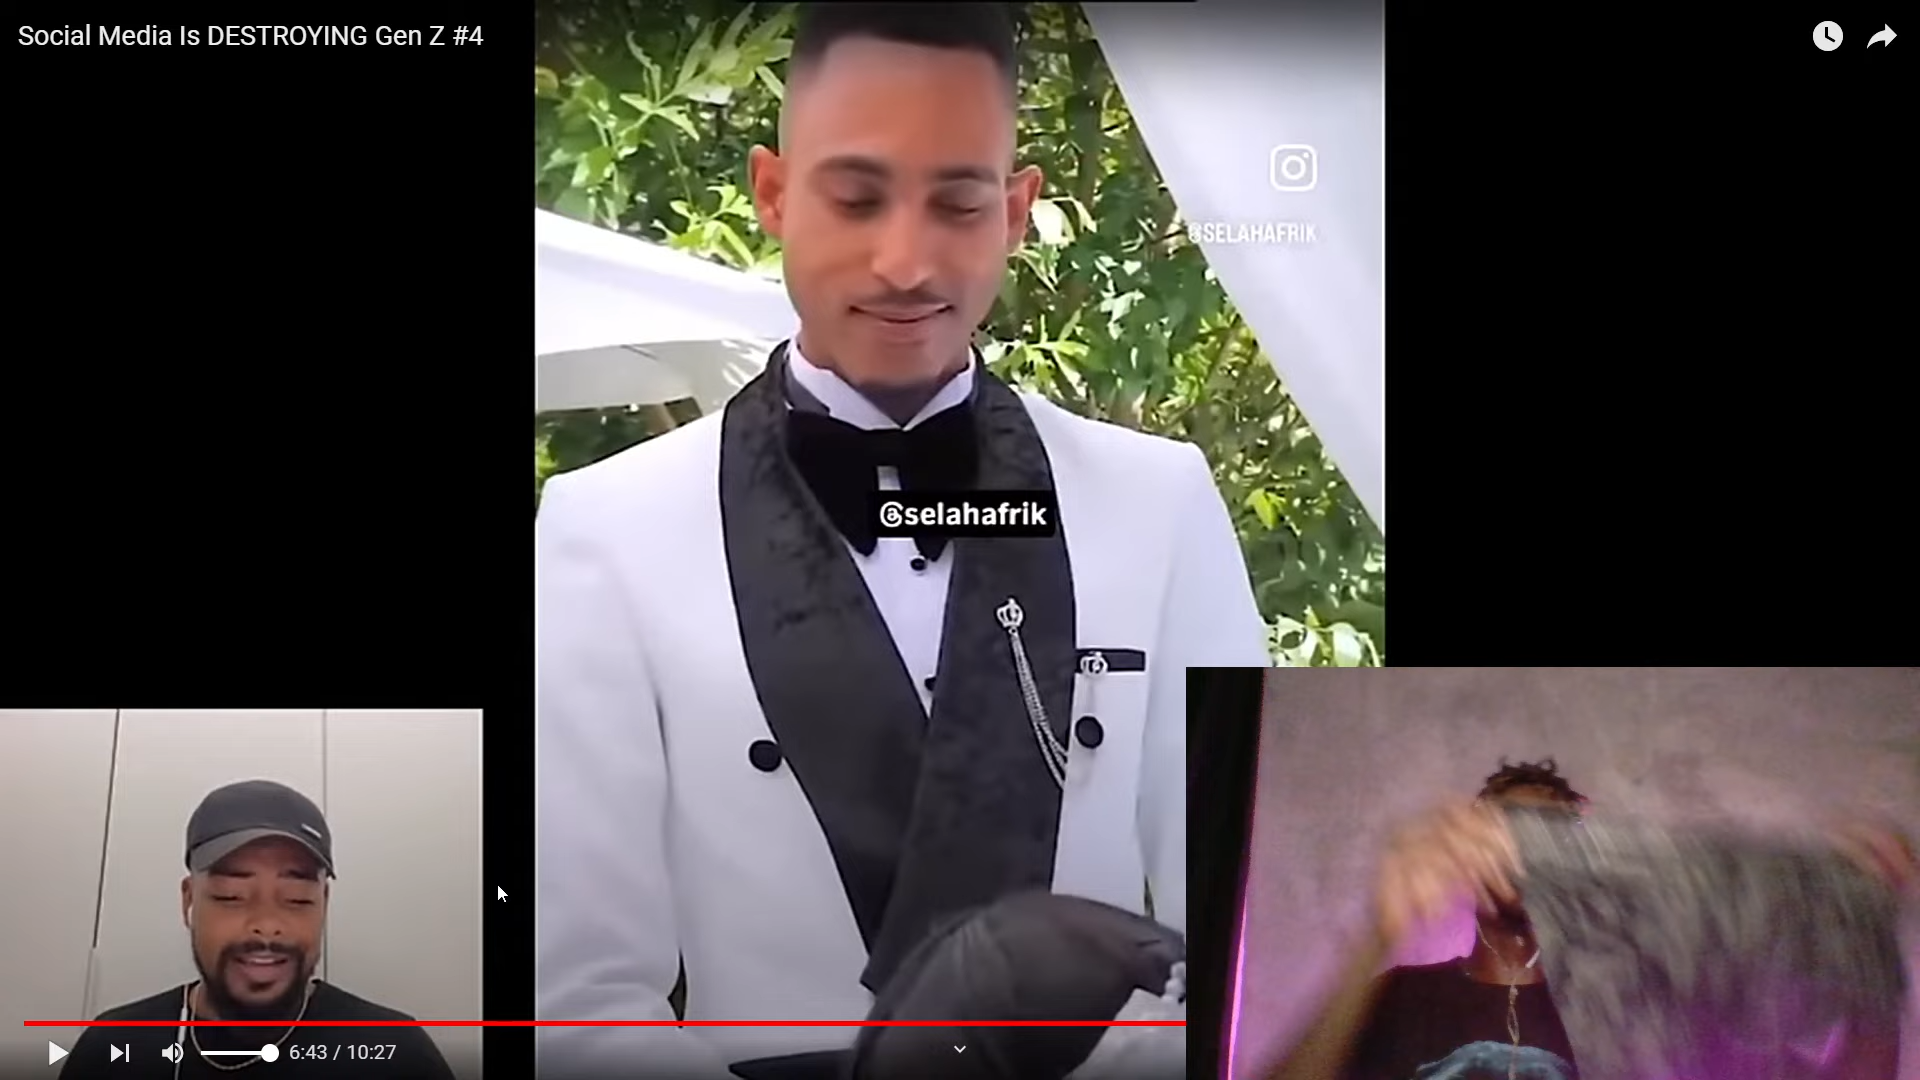 Social Media Is DESTROYING Gen Z #4
@SELAHAFRIK
@selahafrik
6:43 / 10:27